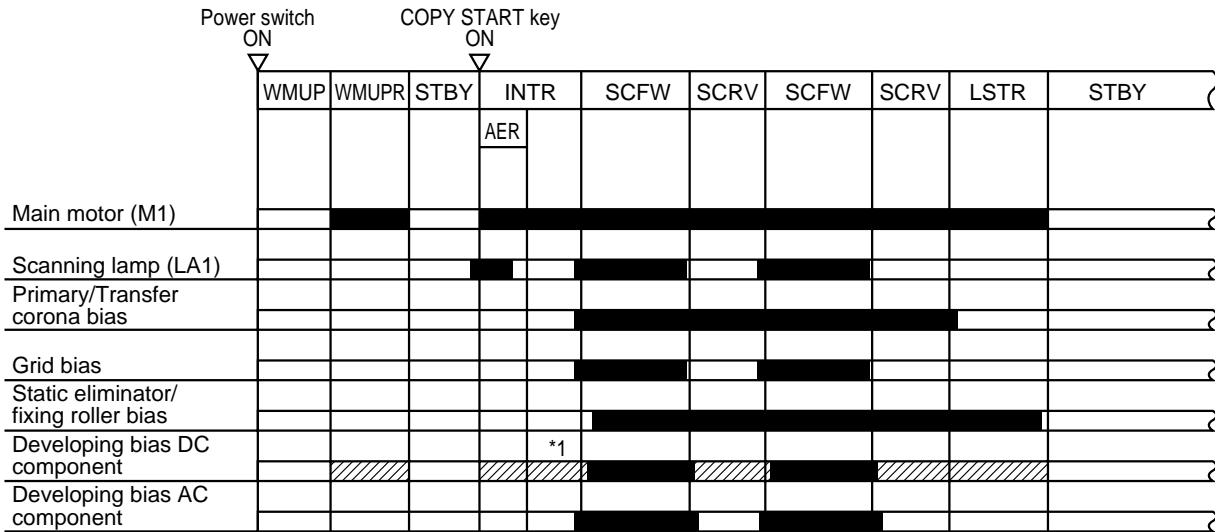 Power switch
ON
COPY START key
ON
WMUP WMUPR STBY INTR SCFW SCRV SCFW SCRV LSTR STBY
AER
Main motor (M1)
Scanning lamp (LA1)
Primary/Transfer
corona bias
Grid bias
Static eliminator/
fixing roller bias
Developing bias DC
component
*1
Developing bias AC
component